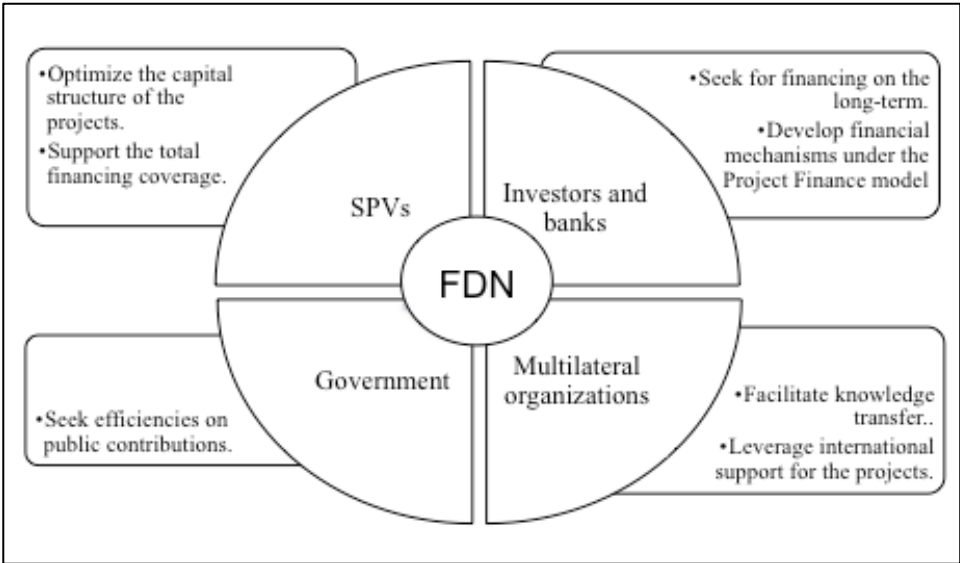 •Optimize the capital
structure of the
projects.
•Support the total
financing coverage.
•Seek for financing on the
long-term.
•Develop financial
mechanisms under the
Project Finance model
SPVs
Investors and
banks
FDN
Government
Multilateral
organizations
•Seek efficiencies on
public contributions.
•Facilitate knowledge
transfer..
•Leverage international
support for the projects.